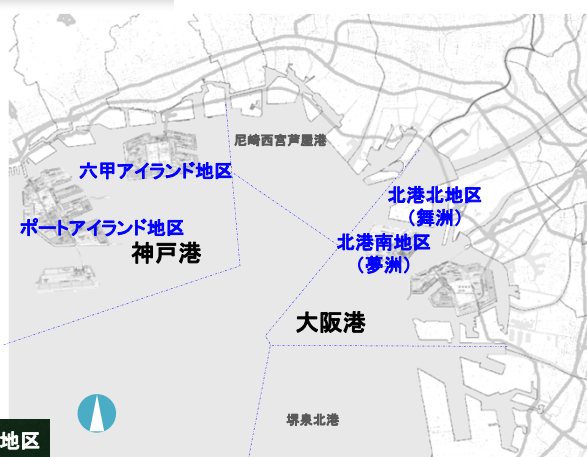 尼崎西宮芦屋港
六甲アイランド地区
北港北地区
（舞洲）
ポートアイランド地区
北港南地区
（夢洲）
神戸港
大阪港
堺泉北港
地区